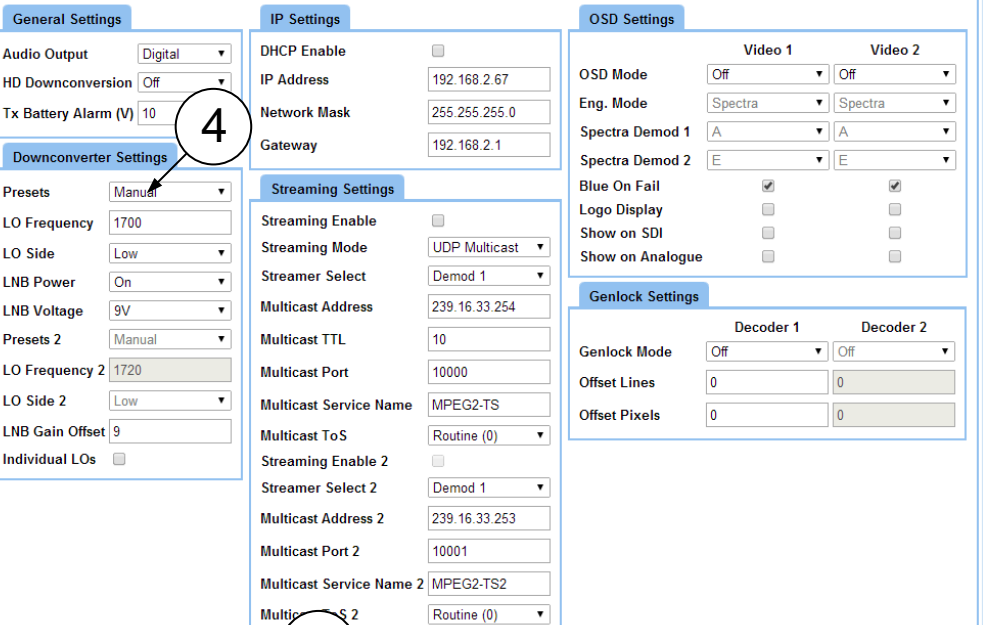 General Settings
Audio Output Digital
HD Downconversion Off
Tx Battery Alarm (V) 10
4
Downconverter Settings
Presets Manual
LO Frequency 1700
LO Side Low
LNB Power On
LNB Voltage 9V
Presets 2 Manual
LO Frequency 2 1720
LO Side 2 Low
LNB Gain Offset 9
Individual LOs
IP Settings
DHCP Enable
IP Address 192.168.2.67
Network Mask 255.255.255.0
Gateway 192.168.2.1
Streaming Settings
Streaming Enable
Streaming Mode UDP Multicast
Streamer Select Demod 1
Multicast Address 239.16.33.254
Multicast TTL 10
Multicast Port 10000
Multicast Service Name MPEG2-TS
Multicast ToS Routine (0)
Streaming Enable 2
Streamer Select 2 Demod 1
Multicast Address 2 239.16.33.253
Multicast Port 2 10001
Multicast Service Name 2 MPEG2-TS2
Multicast ToS 2 Routine (0)
OSD Settings
Video 1 Video 2
OSD Mode Off Off
Eng. Mode Spectra Spectra
Spectra Demod 1 A A
Spectra Demod 2 E E
Blue On Fail
Logo Display
Show on SDI
Show on Analogue
Genlock Settings
Decoder 1 Decoder 2
Genlock Mode Off Off
Offset Lines 0 0
Offset Pixels 0 0